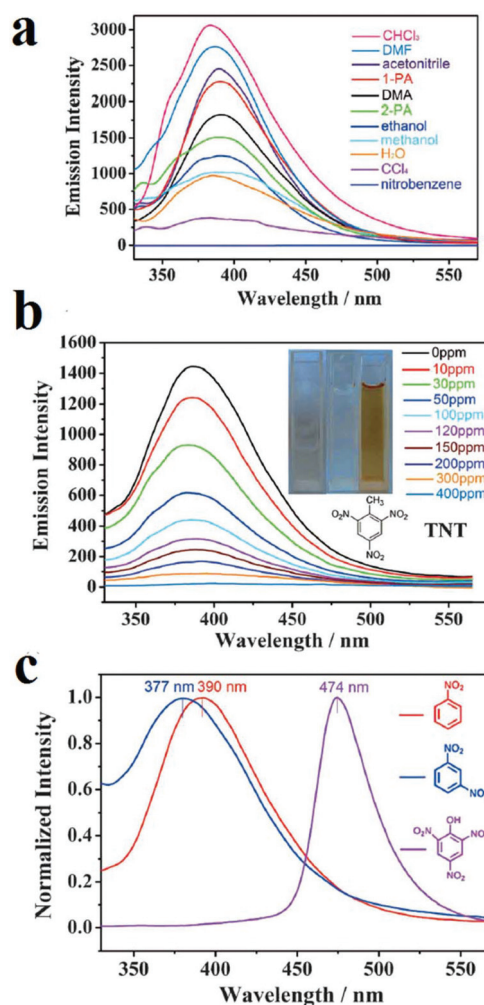 a
3000
2500
2000
1500
1000
500
0
Emission Intensity
CHCl₃
DMF
acetonitrile
1-PA
DMA
2-PA
ethanol
methanol
H₂O
CCl₄
nitrobenzene
350 400 450 500 550
Wavelength / nm
b
1600
1400
1200
1000
800
600
400
200
0
Emission Intensity
0ppm
10ppm
30ppm
50ppm
100ppm
120ppm
150ppm
200ppm
300ppm
400ppm
CH₃
NO₂ NO₂
NO₂
TNT
350 400 450 500 550
Wavelength / nm
c
377 nm 390 nm 474 nm
1.0
0.8
0.6
0.4
0.2
0.0
Normalized Intensity
NO₂
NO₂
NO
OH
NO₂ NO
NO₂
350 400 450 500 550
Wavelength / nm